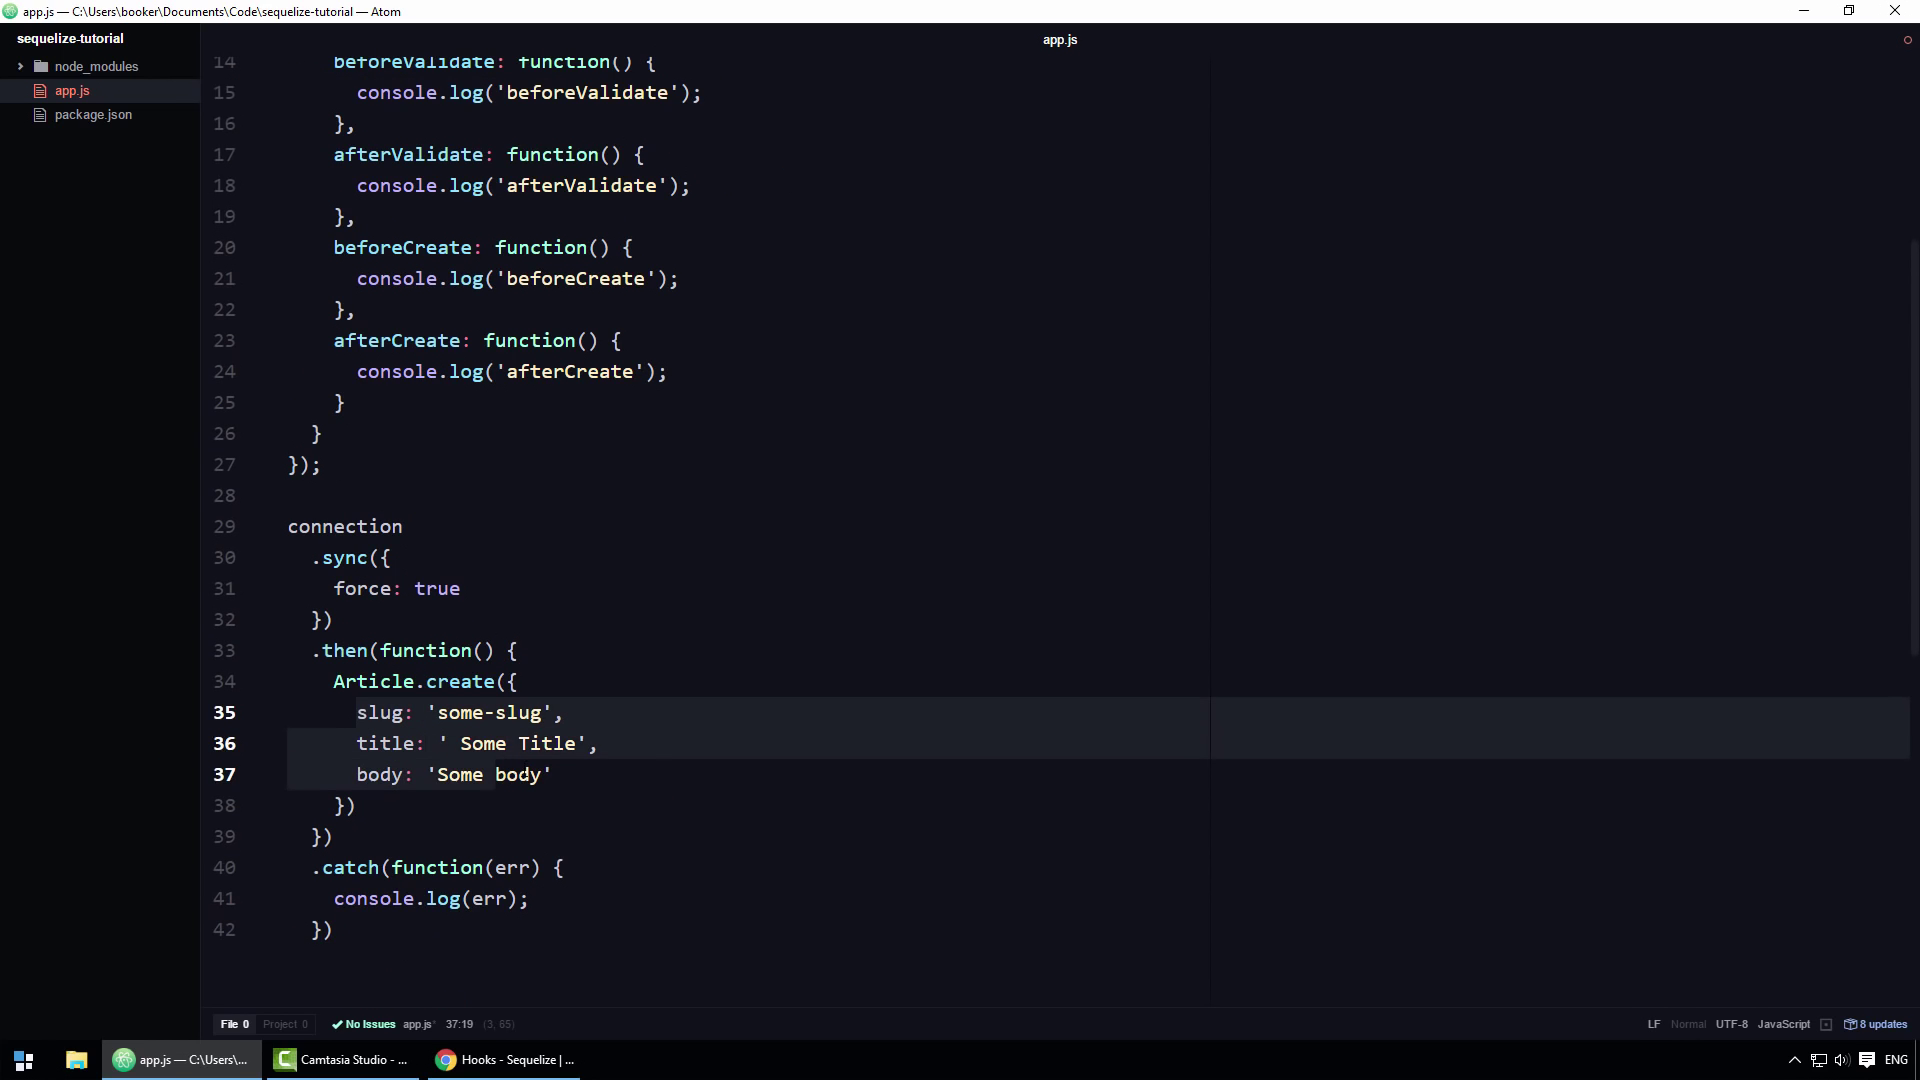 app.js — C:\Users\booker\Documents\Code\sequelize-tutorial — Atom
sequelize-tutorial
node_modules
app.js
package.json
app.js
14 beforeValidate: function() {
15 console.log('beforeValidate');
16 },
17 afterValidate: function() {
18 console.log('afterValidate');
19 },
20 beforeCreate: function() {
21 console.log('beforeCreate');
22 },
23 afterCreate: function() {
24 console.log('afterCreate');
25 }
26 }
27 });
28
29 connection
30 .sync({
31 force: true
32 })
33 .then(function() {
34 Article.create({
35 slug: 'some-slug',
36 title: ' Some Title',
37 body: 'Some body'
38 })
39 })
40 .catch(function(err) {
41 console.log(err);
42 })
File 0 Project 0 No Issues app.js* 37:19 (3, 65) LF Normal UTF-8 JavaScript 8 updates
app.js — C:\Users\... Camtasia Studio - ... Hooks - Sequelize | ... ENG